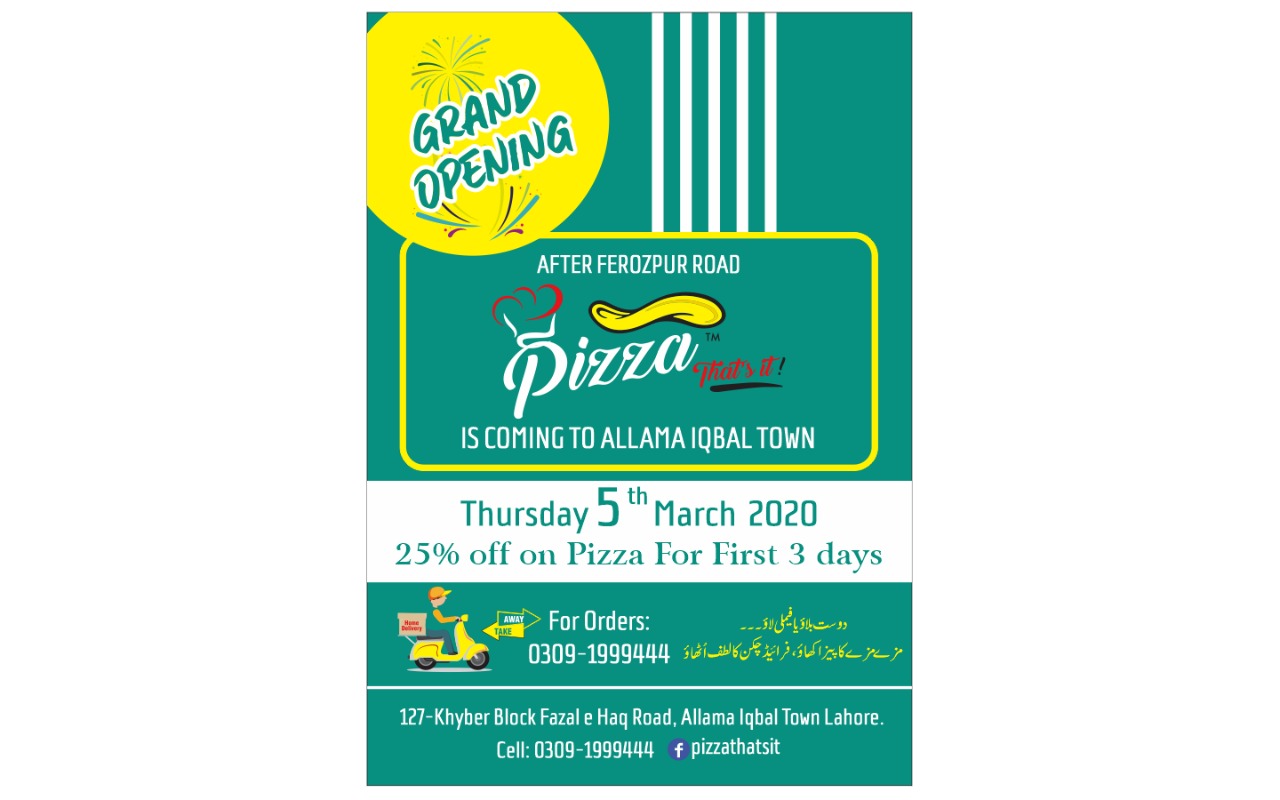 GRAND
OPENING
AFTER FEROZPUR ROAD
Pizza TM
That's it!
IS COMING TO ALLAMA IQBAL TOWN
Thursday 5th March 2020
25% off on Pizza For First 3 days
Home
Delivery
AWAY
TAKE
For Orders:
0309-1999444
دوست بلاؤ یا فیملی لاؤ۔۔۔
مزے مزے کا پیزا کھاؤ، فرائیڈ چکن کا لطف اُٹھاؤ
127-Khyber Block Fazal e Haq Road, Allama Iqbal Town Lahore.
Cell: 0309-1999444 f pizzathatsit